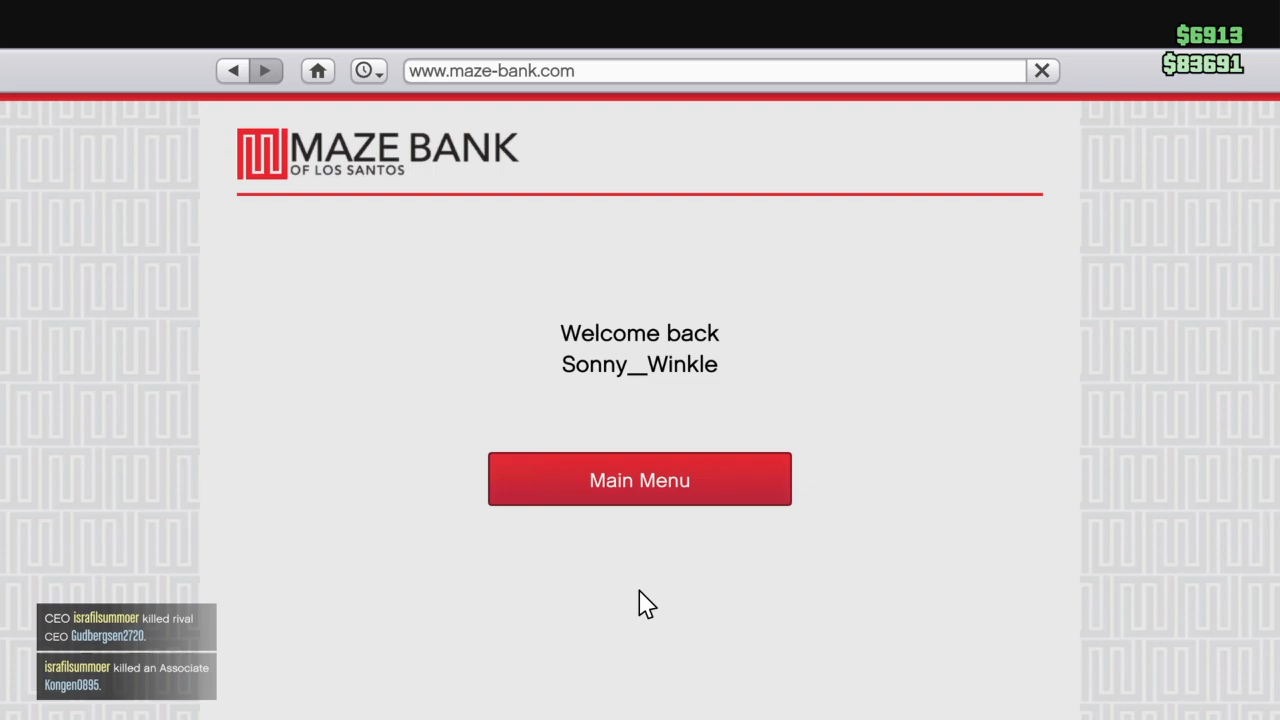 $6913
$83691
www.maze-bank.com
MAZE BANK
OF LOS SANTOS
Welcome back
Sonny__Winkle
Main Menu
CEO israfilsummoer killed rival
CEO Gudbergsen2720.
israfilsummoer killed an Associate
Kongen0895.